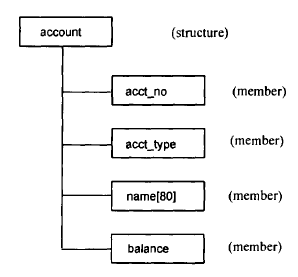 account (structure)
acct_no (member)
acct_type (member)
name[80] (member)
balance (member)